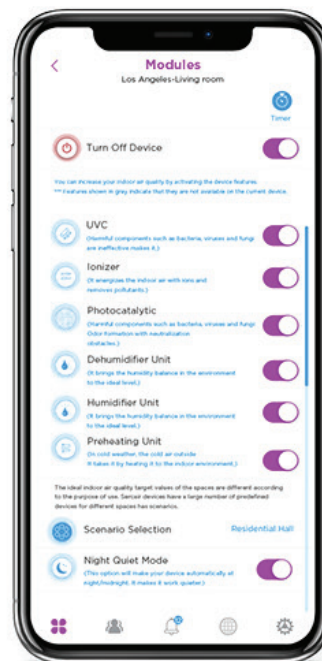 Modules
Los Angeles-Living room
Timer
Turn Off Device
You can increase your indoor air quality by activating the device features.
*** Features shown in grey indicate that they are not available on the current device.
UVC
(Harmful components such as bacteria, viruses and fungi
are ineffective makes it.)
Ionizer
(It energizes the indoor air with ions and
removes pollutants.)
Photocatalytic
(Harmful components such as bacteria, viruses and fungi
Odor formation with neutralization
obstacles.)
Dehumidifier Unit
(It brings the humidity balance in the environment
to the ideal level.)
Humidifier Unit
(It brings the humidity balance in the environment
to the ideal level.)
Preheating Unit
(In cold weather, the cold air outside
It takes it by heating it to the indoor environment.)
The ideal indoor air quality target values of the spaces are different according
to the purpose of use. Sercair devices have a large number of predefined
devices for different spaces has scenarios.
Scenario Selection
Residential Hall
Night Quiet Mode
(This option will make your device automatically at
night/midnight. It makes it work quieter.)